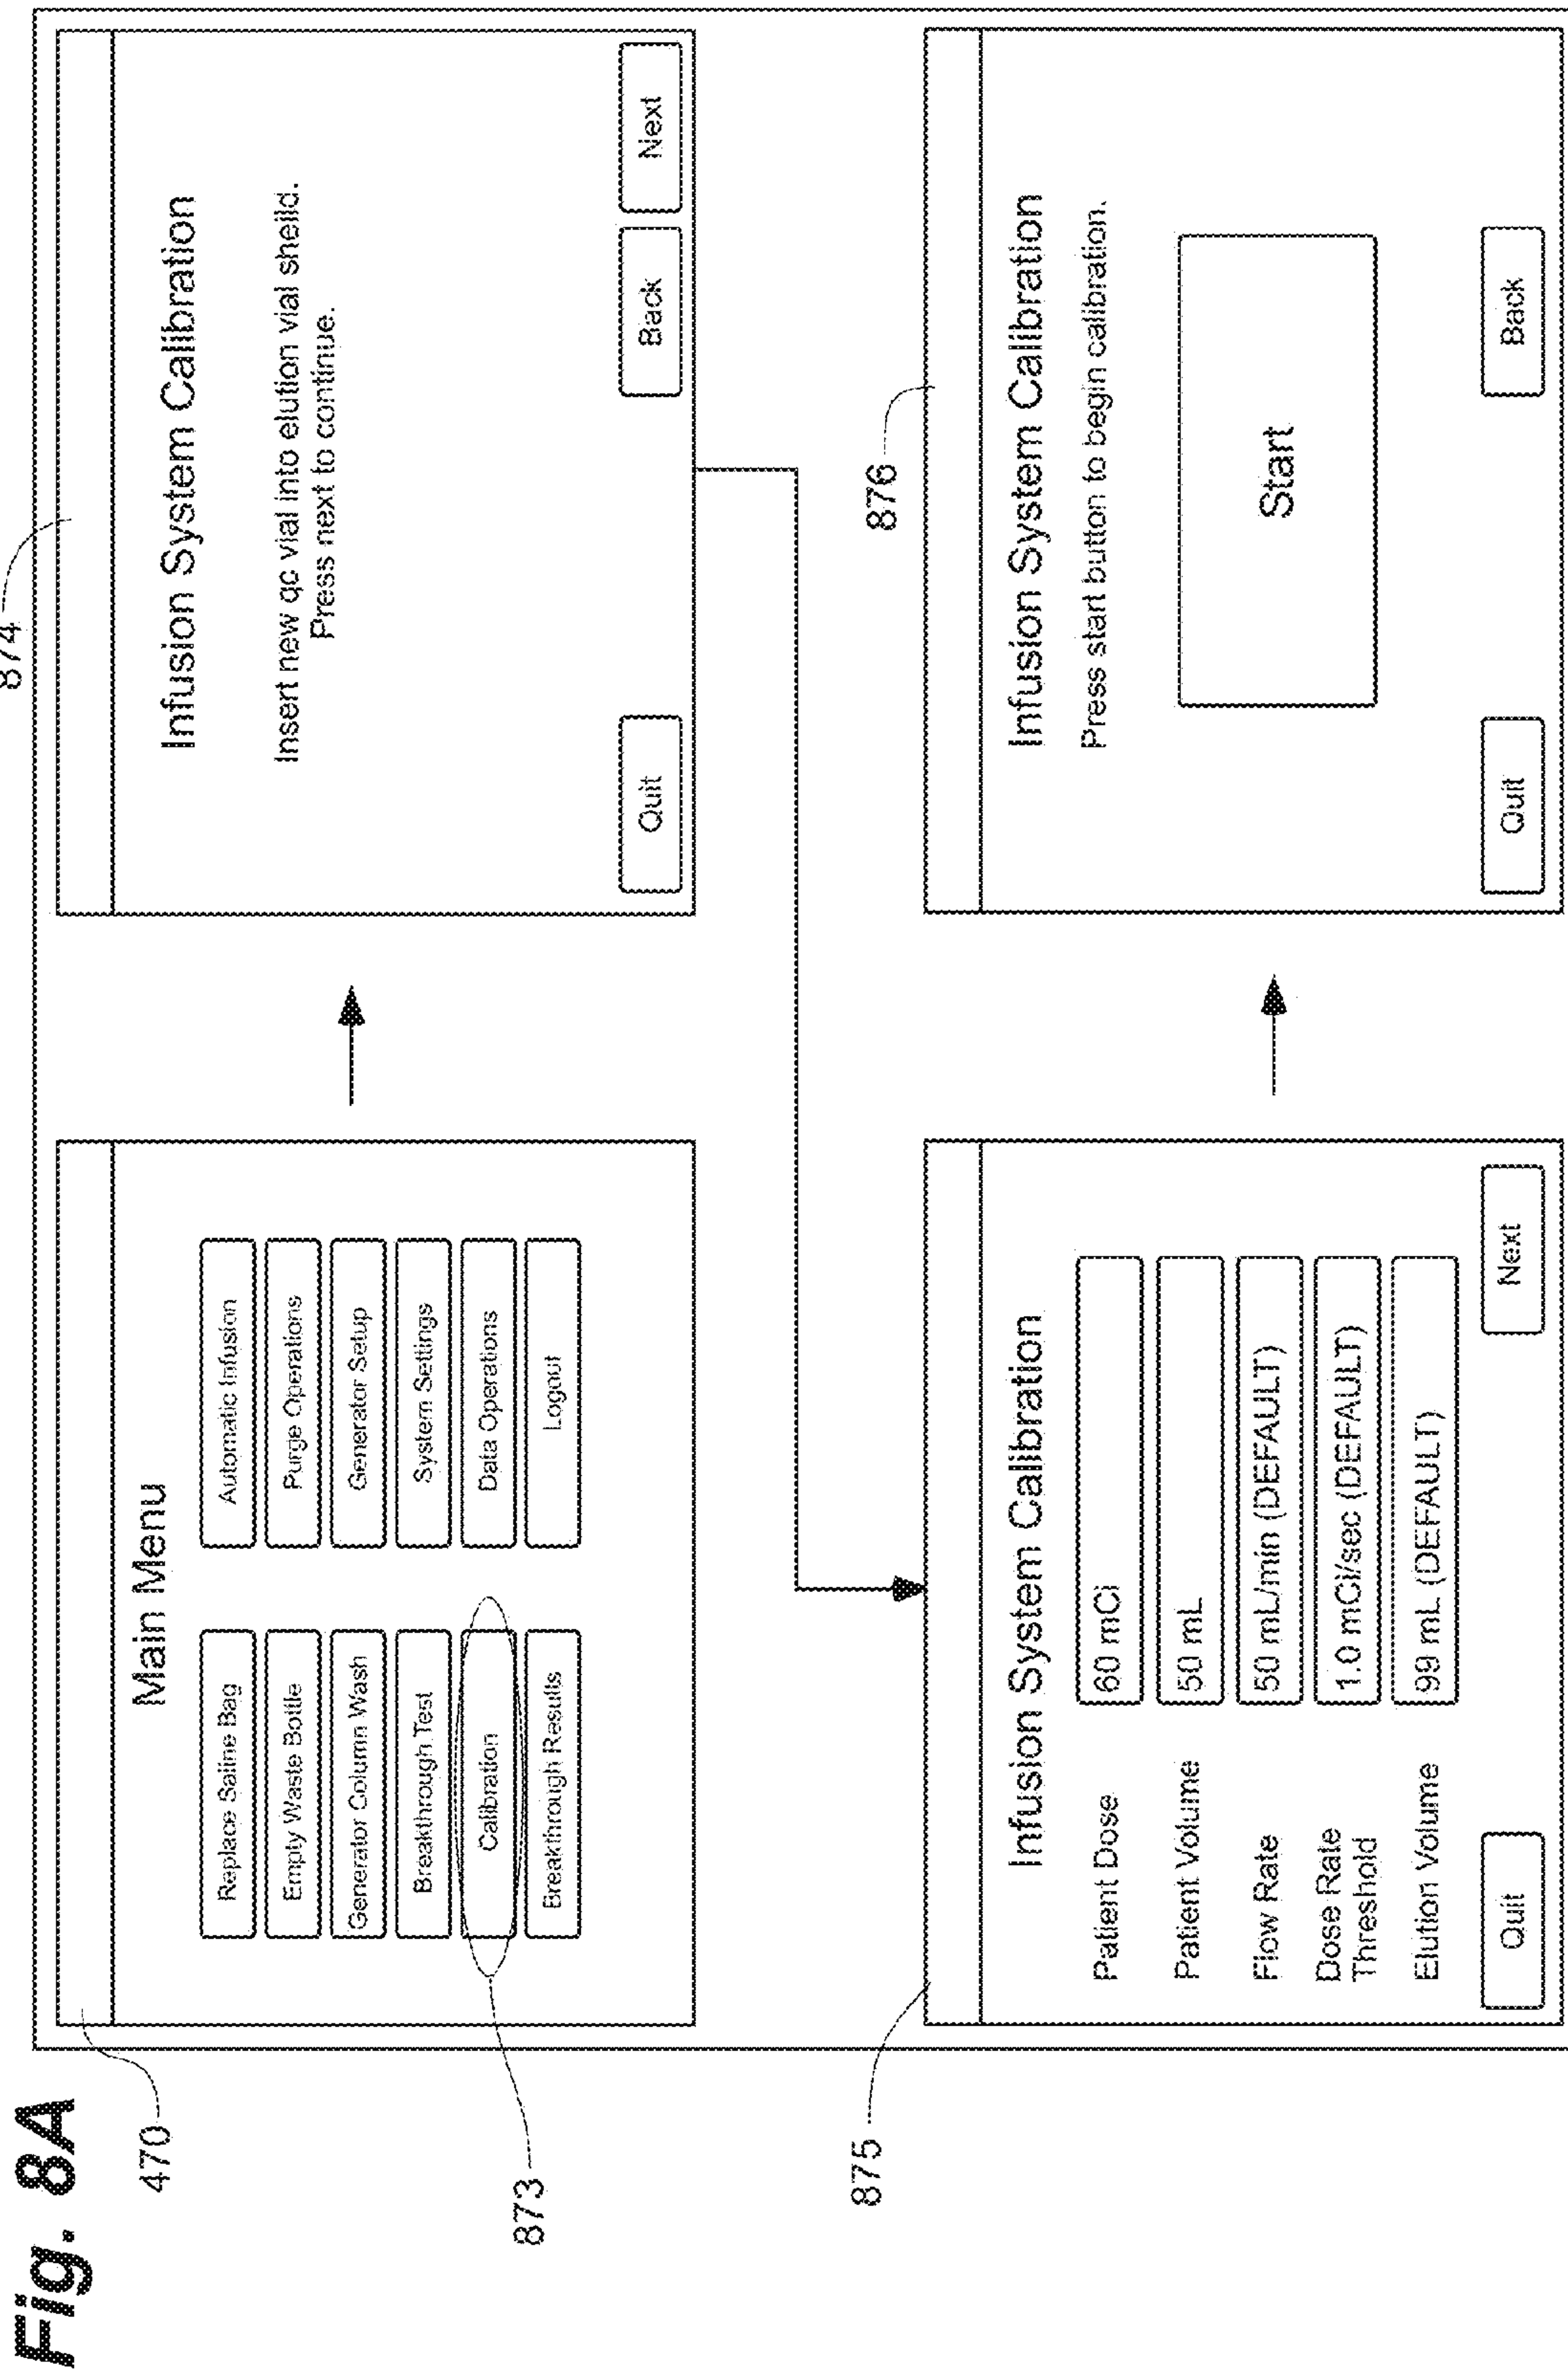 Fig. 8A
470
Main Menu
Replace Saline Bag
Automatic Infusion
Empty Waste Bottle
Purge Operations
Generator Column Wash
Generator Setup
Breakthrough Test
System Settings
Calibration
Data Operations
Breakthrough Results
Logout
873
874
Infusion System Calibration
Insert new qc vial into elution vial sheild.
Press next to continue.
Quit
Back
Next
875
Infusion System Calibration
Patient Dose
60 mCi
Patient Volume
50 mL
Flow Rate
50 mL/min (DEFAULT)
Dose Rate
Threshold
1.0 mCi/sec (DEFAULT)
Elution Volume
99 mL (DEFAULT)
Quit
Next
876
Infusion System Calibration
Press start button to begin calibration.
Start
Quit
Back